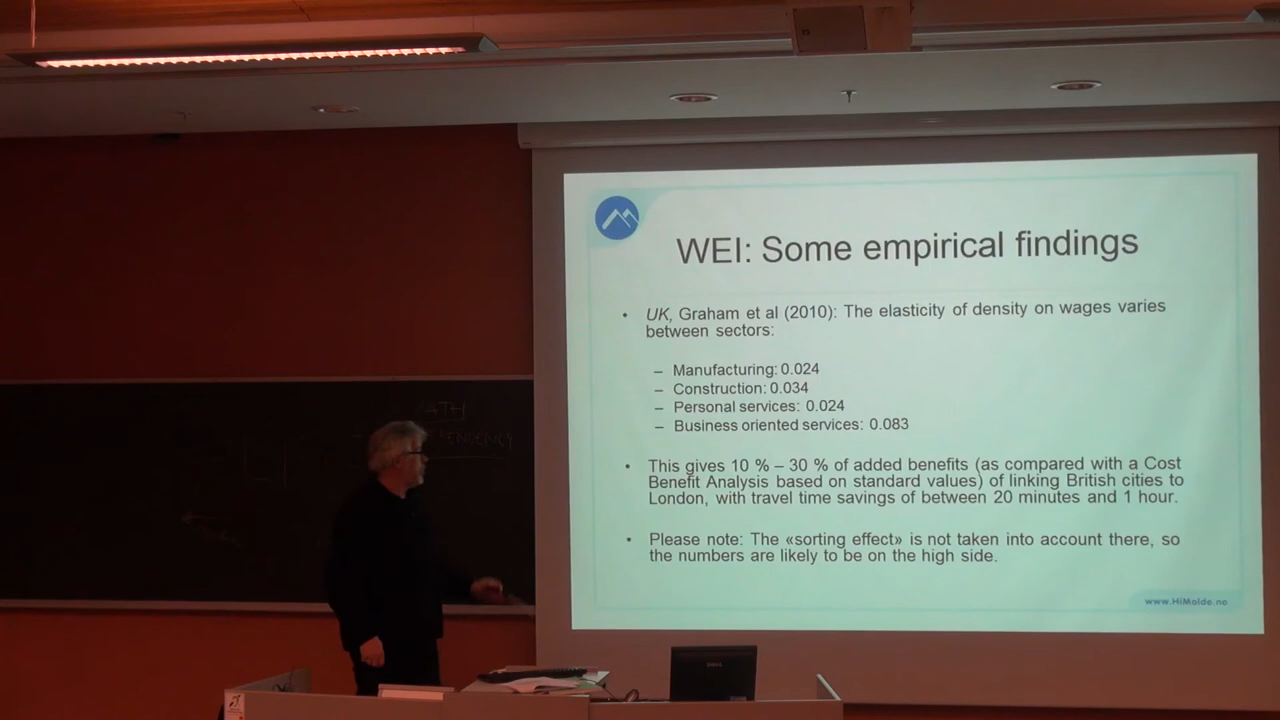 WEI: Some empirical findings
• UK, Graham et al (2010): The elasticity of density on wages varies
between sectors:
– Manufacturing: 0.024
– Construction: 0.034
– Personal services: 0.024
– Business oriented services: 0.083
• This gives 10 % – 30 % of added benefits (as compared with a Cost
Benefit Analysis based on standard values) of linking British cities to
London, with travel time savings of between 20 minutes and 1 hour.
• Please note: The «sorting effect» is not taken into account there, so
the numbers are likely to be on the high side.
www.HiMolde.no